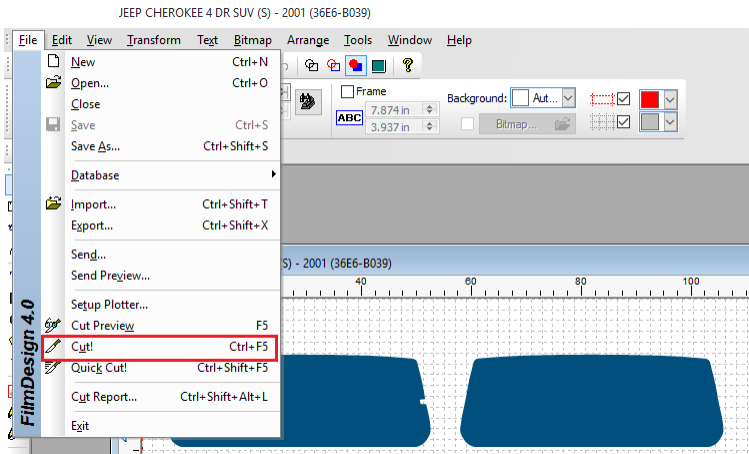 JEEP CHEROKEE 4 DR SUV (S) - 2001 (36E6-B039)
File Edit View Transform Text Bitmap Arrange Tools Window Help
New Ctrl+N
Open... Ctrl+O
Close
Save Ctrl+S
Save As... Ctrl+Shift+S
Database
Import... Ctrl+Shift+T
Export... Ctrl+Shift+X
Send...
Send Preview...
Setup Plotter...
Cut Preview F5
Cut! Ctrl+F5
Quick Cut! Ctrl+Shift+F5
Cut Report... Ctrl+Shift+Alt+L
Exit
FilmDesign 4.0
Frame
ABC
7.874 in
3.937 in
Background: Aut...
Bitmap...
S) - 2001 (36E6-B039)
40 60 80 100